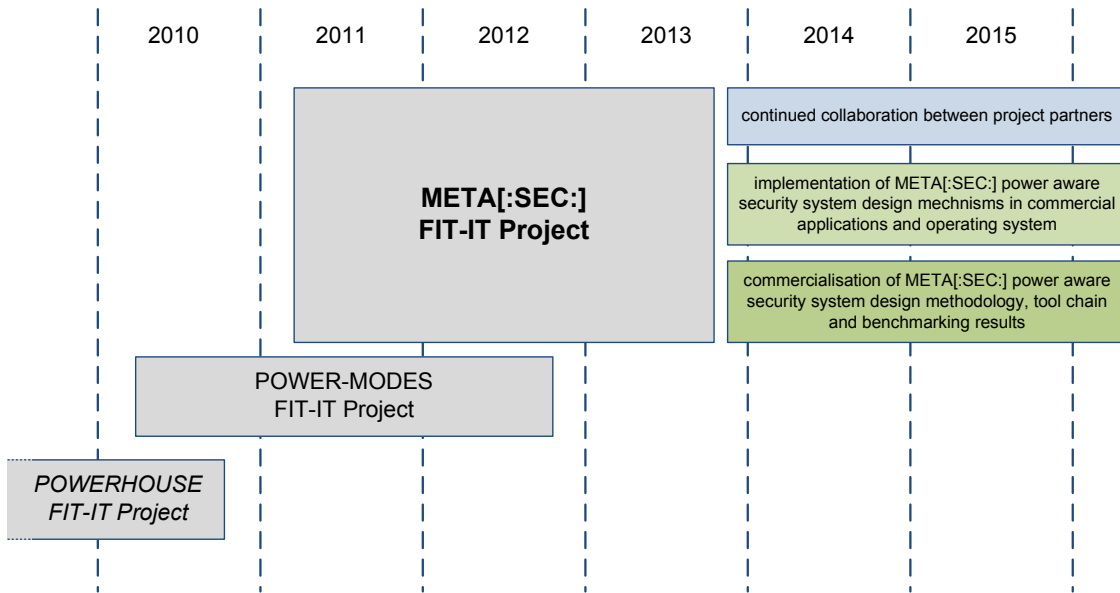 2010 2011 2012 2013 2014 2015
META[:SEC:]
FIT-IT Project
continued collaboration between project partners
implementation of META[:SEC:] power aware
security system design mechnisms in commercial
applications and operating system
commercialisation of META[:SEC:] power aware
security system design methodology, tool chain
and benchmarking results
POWER-MODES
FIT-IT Project
POWERHOUSE
FIT-IT Project